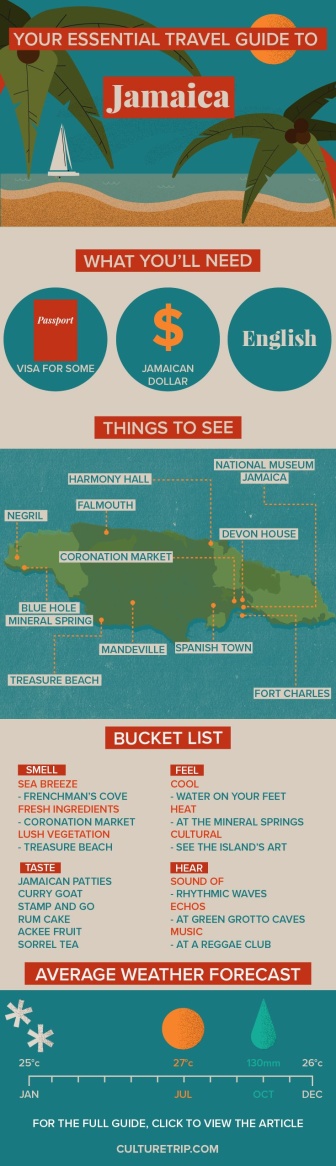 YOUR ESSENTIAL TRAVEL GUIDE TO
Jamaica
WHAT YOU'LL NEED
Passport
VISA FOR SOME
$
JAMAICAN
DOLLAR
English
THINGS TO SEE
NATIONAL MUSEUM
JAMAICA
HARMONY HALL
FALMOUTH
NEGRIL
DEVON HOUSE
CORONATION MARKET
BLUE HOLE
MINERAL SPRING
MANDEVILLE
SPANISH TOWN
TREASURE BEACH
FORT CHARLES
BUCKET LIST
SMELL
SEA BREEZE
- FRENCHMAN'S COVE
FRESH INGREDIENTS
- CORONATION MARKET
LUSH VEGETATION
- TREASURE BEACH
FEEL
COOL
- WATER ON YOUR FEET
HEAT
- AT THE MINERAL SPRINGS
CULTURAL
- SEE THE ISLAND'S ART
TASTE
JAMAICAN PATTIES
CURRY GOAT
STAMP AND GO
RUM CAKE
ACKEE FRUIT
SORREL TEA
HEAR
SOUND OF
- RHYTHMIC WAVES
ECHOS
- AT GREEN GROTTO CAVES
MUSIC
- AT A REGGAE CLUB
AVERAGE WEATHER FORECAST
25°c 27°c 130mm 26°c
JAN JUL OCT DEC
FOR THE FULL GUIDE, CLICK TO VIEW THE ARTICLE
CULTURETRIP.COM